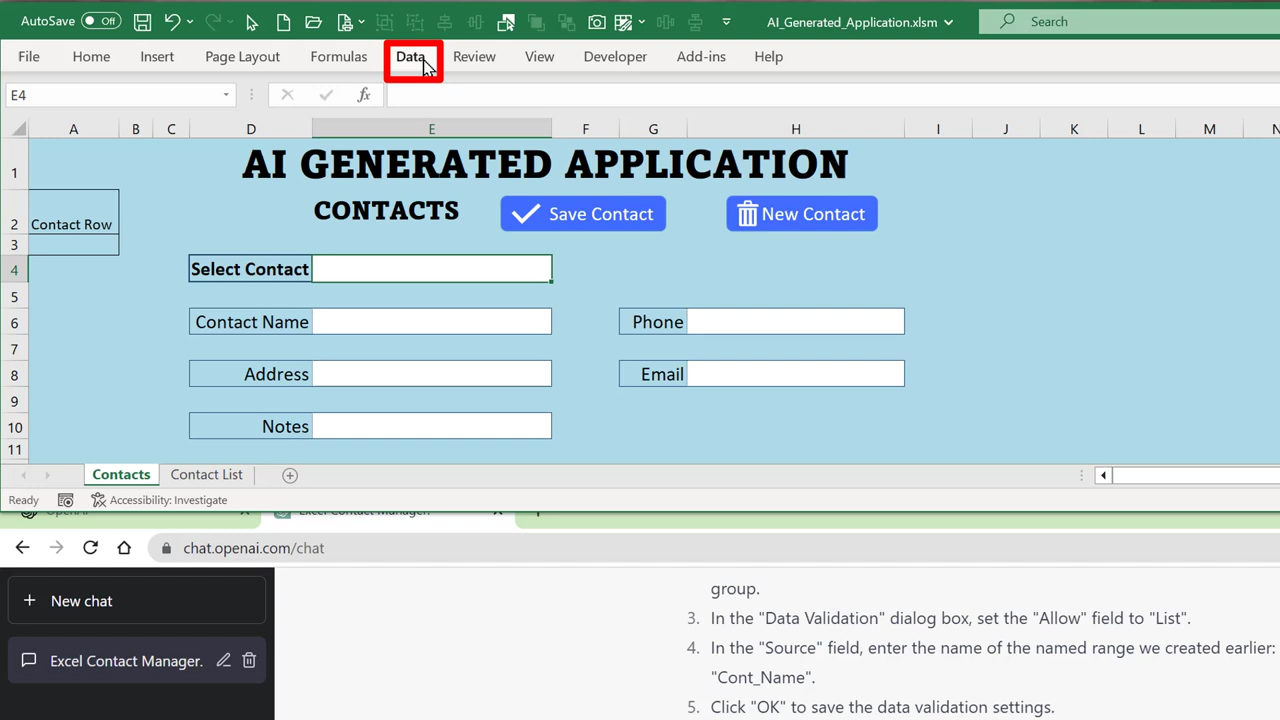 AutoSave Off AI_Generated_Application.xlsm Search
File Home Insert Page Layout Formulas Data Review View Developer Add-ins Help
E4 fx
A B C D E F G H I J K L M N
1 AI GENERATED APPLICATION
2 Contact Row CONTACTS Save Contact New Contact
3
4 Select Contact
5
6 Contact Name Phone
7
8 Address Email
9
10 Notes
11
Contacts Contact List
Ready Accessibility: Investigate
Excel Contact Manager.
chat.openai.com/chat
New chat
Excel Contact Manager.
group.
3. In the "Data Validation" dialog box, set the "Allow" field to "List".
4. In the "Source" field, enter the name of the named range we created earlier:
"Cont_Name".
5. Click "OK" to save the data validation settings.